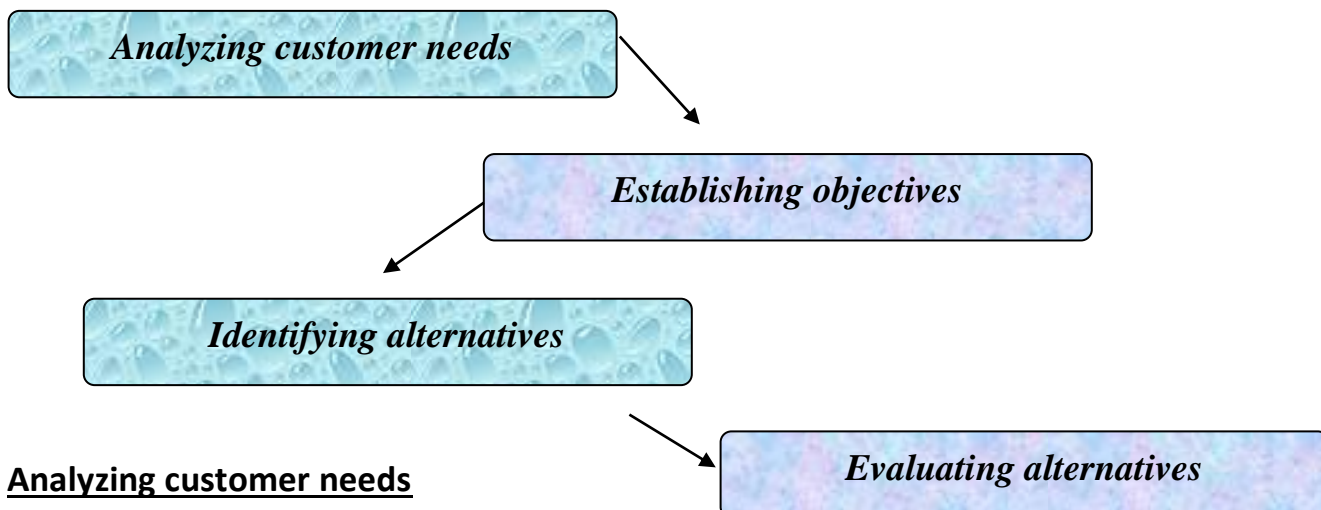 Analyzing customer needs
Establishing objectives
Identifying alternatives
Evaluating alternatives
Analyzing customer needs